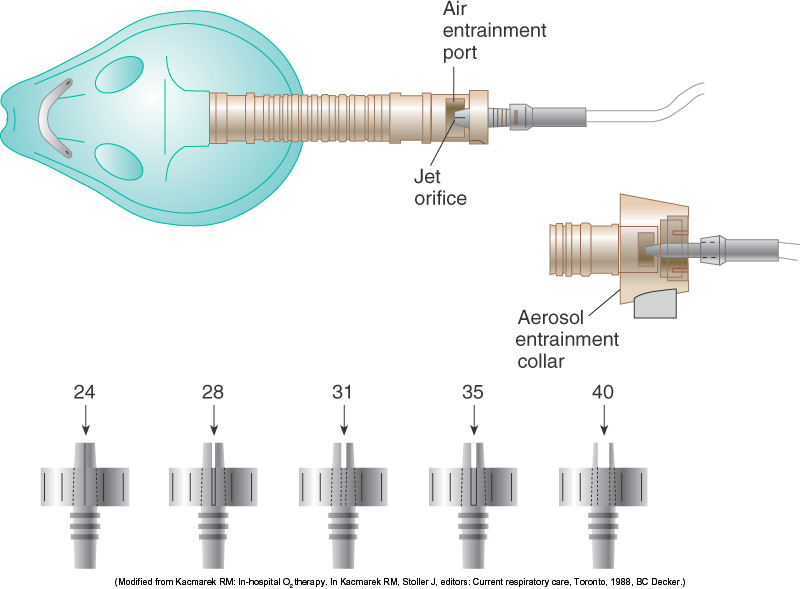 Air
entrainment
port
Jet
orifice
Aerosol
entrainment
collar
24 28 31 35 40
(Modified from Kacmarek RM: In-hospital O₂ therapy. In Kacmarek RM, Stoller J, editors: Current respiratory care, Toronto, 1988, BC Decker.)